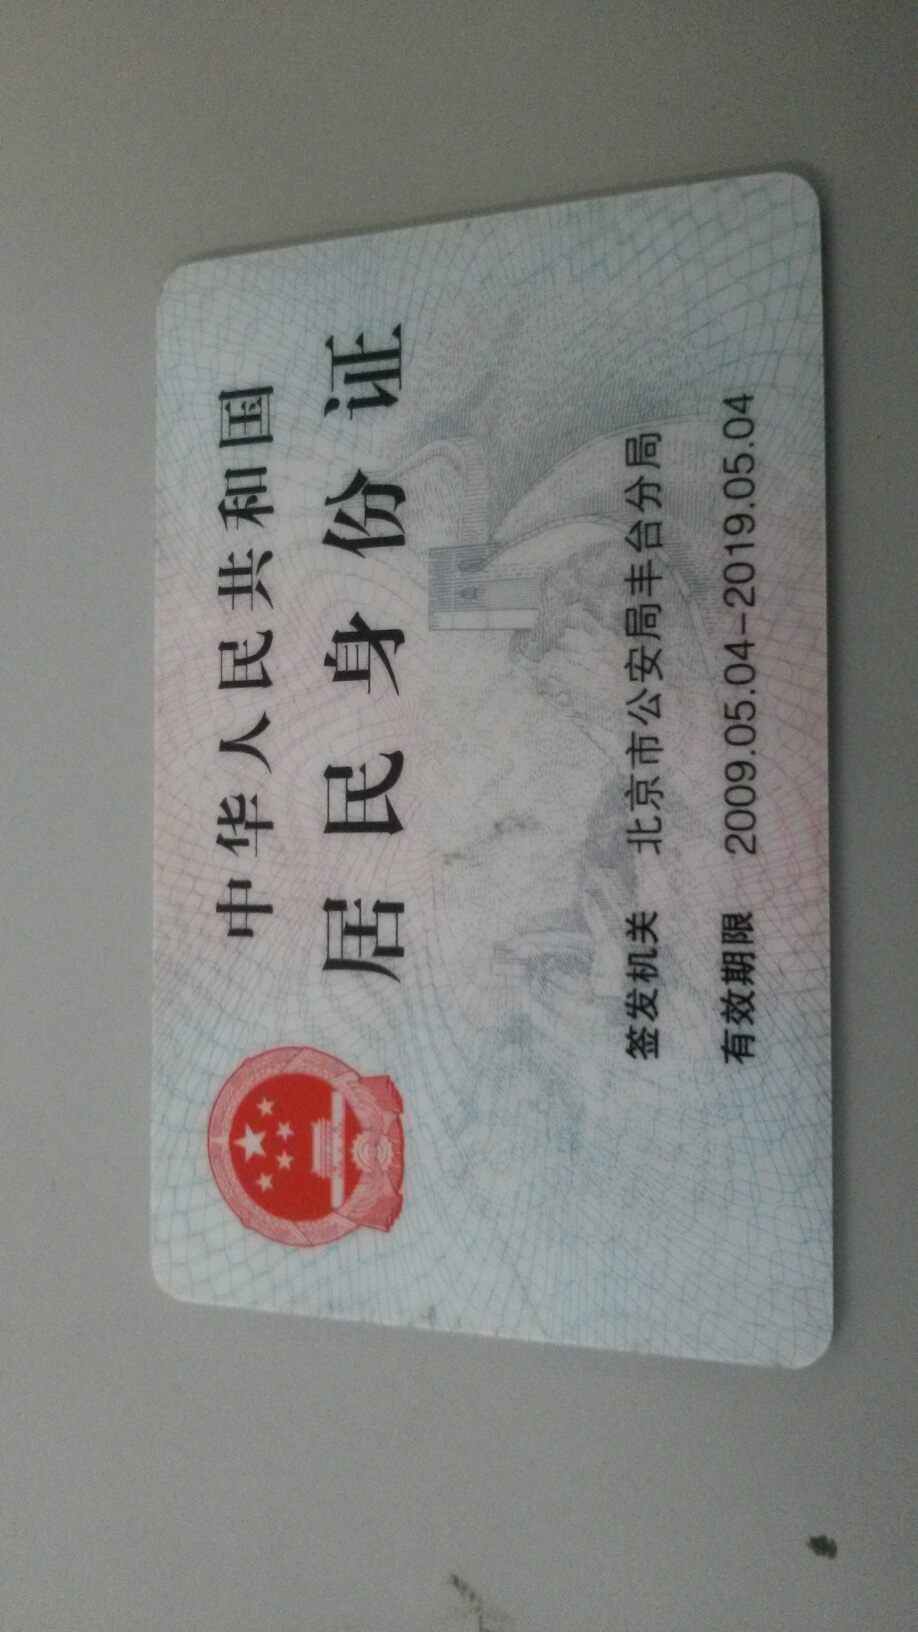 中华人民共和国
居民身份证
签发机关 北京市公安局丰台分局
有效期限 2009.05.04-2019.05.04